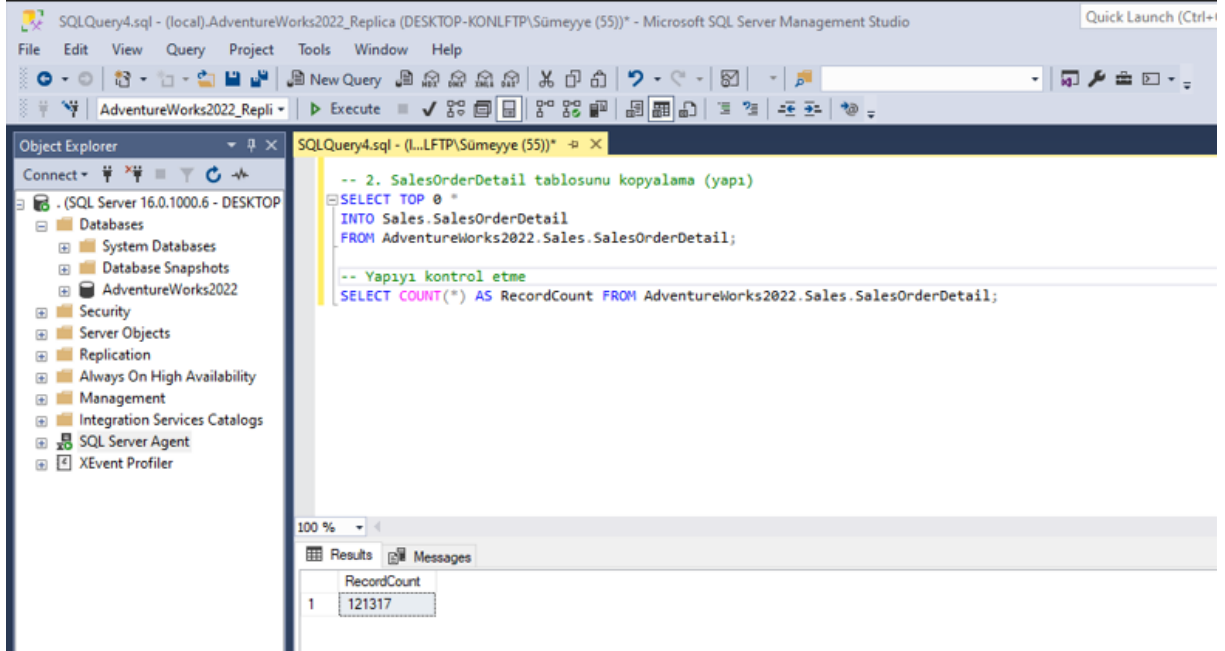 SQLQuery4.sql - (local).AdventureWorks2022_Replica (DESKTOP-KONLFTP\Sümeyye (55))* - Microsoft SQL Server Management Studio
Quick Launch (Ctrl+
File Edit View Query Project Tools Window Help
New Query
AdventureWorks2022_Repli
Execute
Object Explorer
SQLQuery4.sql - (l...LFTP\Sümeyye (55))*
Connect
. (SQL Server 16.0.1000.6 - DESKTOP
Databases
System Databases
Database Snapshots
AdventureWorks2022
Security
Server Objects
Replication
Always On High Availability
Management
Integration Services Catalogs
SQL Server Agent
XEvent Profiler
-- 2. SalesOrderDetail tablosunu kopyalama (yapı)
SELECT TOP 0 *
INTO Sales.SalesOrderDetail
FROM AdventureWorks2022.Sales.SalesOrderDetail;
-- Yapıyı kontrol etme
SELECT COUNT(*) AS RecordCount FROM AdventureWorks2022.Sales.SalesOrderDetail;
100 %
Results Messages
RecordCount
1 121317